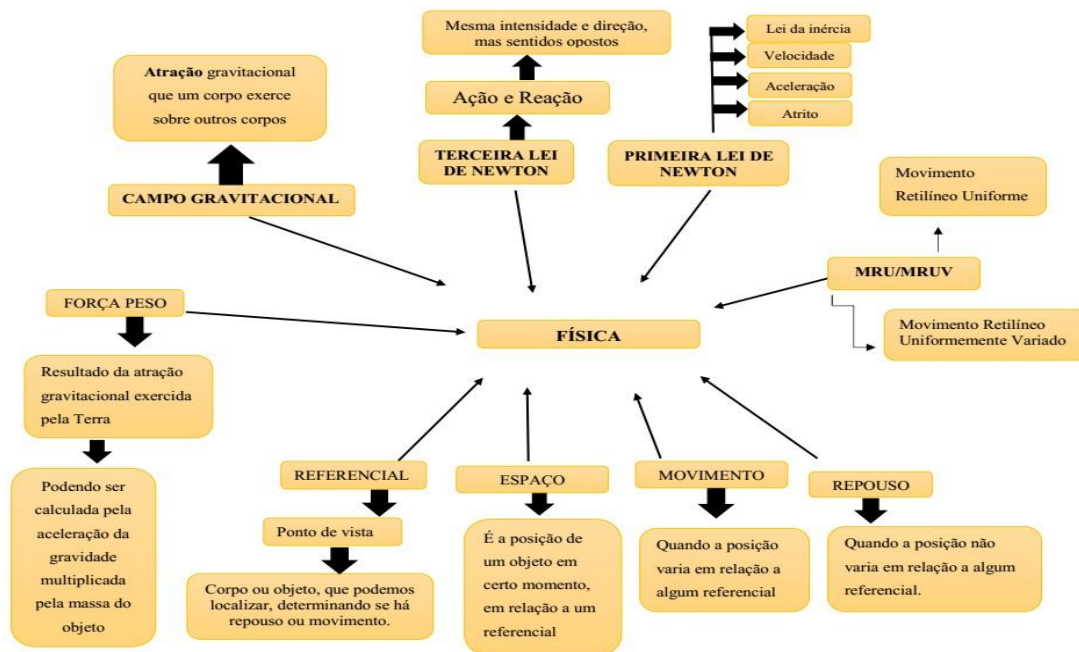 Atração gravitacional
que um corpo exerce
sobre outros corpos
CAMPO GRAVITACIONAL
Mesma intensidade e direção,
mas sentidos opostos
Ação e Reação
TERCEIRA LEI
DE NEWTON
Lei da inércia
Velocidade
Aceleração
Atrito
PRIMEIRA LEI DE
NEWTON
Movimento
Retilíneo Uniforme
MRU/MRUV
Movimento Retilíneo
Uniformemente Variado
FORÇA PESO
Resultado da atração
gravitacional exercida
pela Terra
Podendo ser
calculada pela
aceleração da
gravidade
multiplicada
pela massa do
objeto
FÍSICA
REFERENCIAL
Ponto de vista
Corpo ou objeto, que podemos
localizar, determinando se há
repouso ou movimento.
ESPAÇO
É a posição de
um objeto em
certo momento,
em relação a um
referencial
MOVIMENTO
Quando a posição
varia em relação a
algum referencial
REPOUSO
Quando a posição não
varia em relação a algum
referencial.